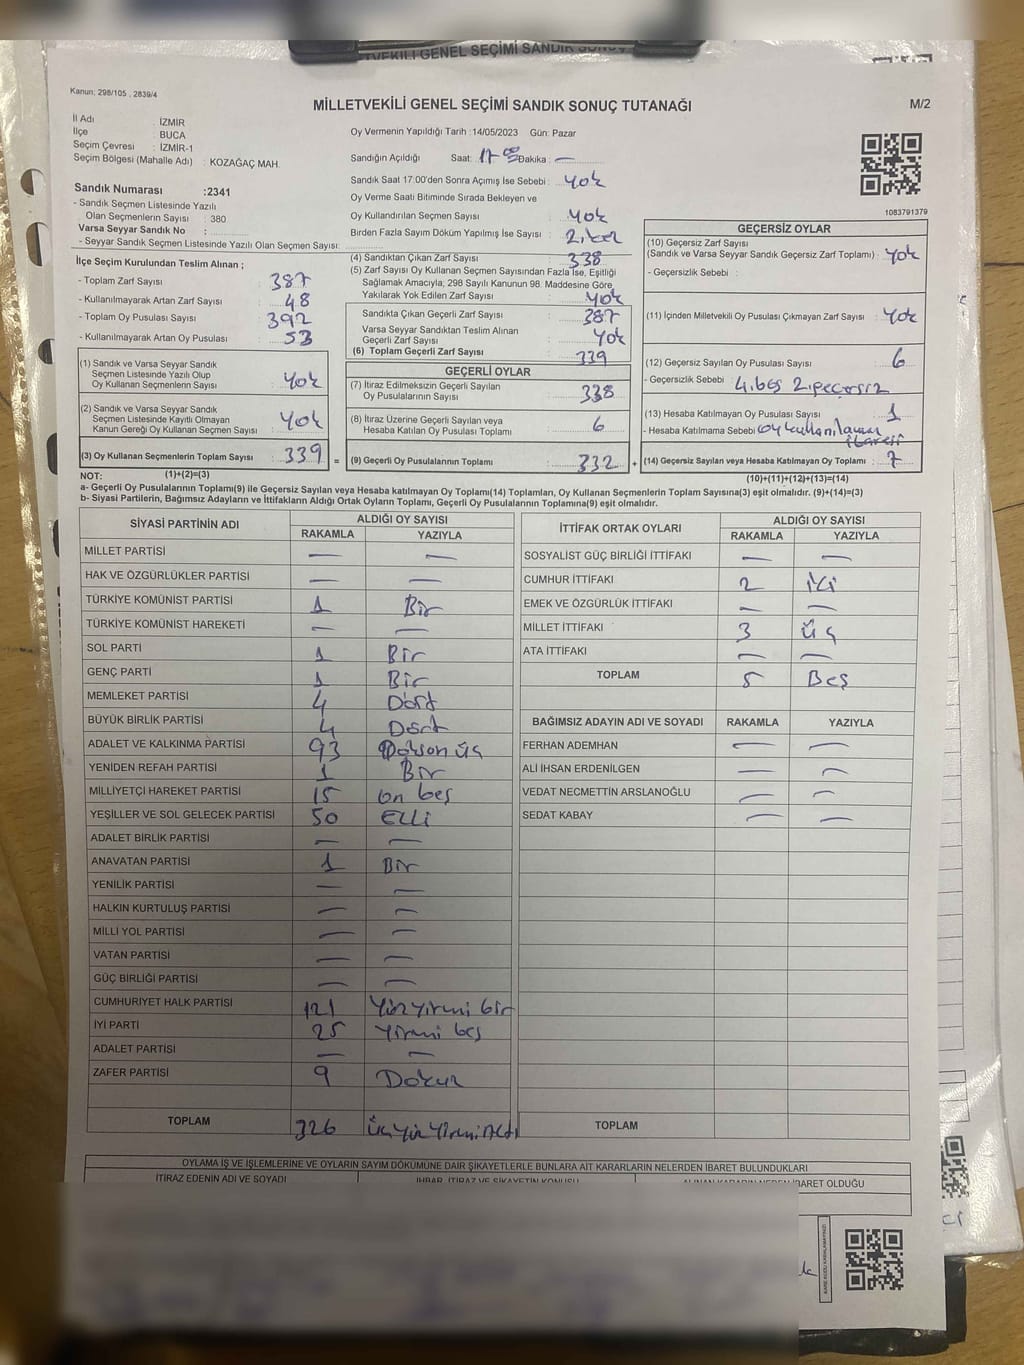 TVEKİLİ GENEL SEÇİMİ SANDIK SONUÇ
Kanun; 298/105 , 2839/4
MİLLETVEKİLİ GENEL SEÇİMİ SANDIK SONUÇ TUTANAĞI
M/2
İl Adı : İZMİR
İlçe : BUCA
Seçim Çevresi : İZMİR-1
Seçim Bölgesi (Mahalle Adı) : KOZAĞAÇ MAH.
Sandık Numarası :2341
- Sandık Seçmen Listesinde Yazılı
Olan Seçmenlerin Sayısı : 380
Varsa Seyyar Sandık No :
- Seyyar Sandık Seçmen Listesinde Yazılı Olan Seçmen Sayısı:
Oy Vermenin Yapıldığı Tarih :14/05/2023 Gün: Pazar
Sandığın Açıldığı Saat: 17 00 Dakika : —
Sandık Saat 17:00'den Sonra Açımış İse Sebebi : Yok
Oy Verme Saati Bitiminde Sırada Bekleyen ve
Oy Kullandırılan Seçmen Sayısı : Yok
Birden Fazla Sayım Döküm Yapılmış İse Sayısı : 2.
1083791379
İlçe Seçim Kurulundan Teslim Alınan ;
- Toplam Zarf Sayısı : 387
- Kullanılmayarak Artan Zarf Sayısı : 48
- Toplam Oy Pusulası Sayısı : 392
- Kullanılmayarak Artan Oy Pusulası : 53
(1) Sandık ve Varsa Seyyar Sandık
Seçmen Listesinde Yazılı Olup
Oy Kullanan Seçmenlerin Sayısı : Yok
(2) Sandık ve Varsa Seyyar Sandık
Seçmen Listesinde Kayıtlı Olmayan
Kanun Gereği Oy Kullanan Seçmen Sayısı : Yok
(3) Oy Kullanan Seçmenlerin Toplam Sayısı : 339 =
(4) Sandıktan Çıkan Zarf Sayısı : 338
(5) Zarf Sayısı Oy Kullanan Seçmen Sayısından Fazla İse, Eşitliği
Sağlamak Amacıyla; 298 Sayılı Kanunun 98. Maddesine Göre
Yakılarak Yok Edilen Zarf Sayısı : Yok
Sandıkta Çıkan Geçerli Zarf Sayısı : 387
Varsa Seyyar Sandıktan Teslim Alınan
Geçerli Zarf Sayısı : Yok
(6) Toplam Geçerli Zarf Sayısı : 339
GEÇERLİ OYLAR
(7) İtiraz Edilmeksizin Geçerli Sayılan
Oy Pusulalarının Sayısı : 338
(8) İtiraz Üzerine Geçerli Sayılan veya
Hesaba Katılan Oy Pusulası Toplamı : 6
(9) Geçerli Oy Pusulalarının Toplamı : 332 +
GEÇERSİZ OYLAR
(10) Geçersiz Zarf Sayısı
(Sandık ve Varsa Seyyar Sandık Geçersiz Zarf Toplamı) : Yok
- Geçersizlik Sebebi :
(11) İçinden Milletvekili Oy Pusulası Çıkmayan Zarf Sayısı : Yok
(12) Geçersiz Sayılan Oy Pusulası Sayısı : 6
- Geçersizlik Sebebi : 4.boş 2.geçersiz
(13) Hesaba Katılmayan Oy Pusulası Sayısı : 1
- Hesaba Katılmama Sebebi : oy kullanılmayan
(14) Geçersiz Sayılan veya Hesaba Katılmayan Oy Toplamı : 7
NOT: (1)+(2)=(3) (10)+(11)+(12)+(13)=(14)
a- Geçerli Oy Pusulalarının Toplamı(9) ile Geçersiz Sayılan veya Hesaba katılmayan Oy Toplamı(14) Toplamları, Oy Kullanan Seçmenlerin Toplam Sayısına(3) eşit olmalıdır. (9)+(14)=(3)
b- Siyasi Partilerin, Bağımsız Adayların ve İttifakların Aldığı Ortak Oyların Toplamı, Geçerli Oy Pusulalarının Toplamına(9) eşit olmalıdır.
SİYASİ PARTİNİN ADI ALDIĞI OY SAYISI
RAKAMLA YAZIYLA
MİLLET PARTİSİ — —
HAK VE ÖZGÜRLÜKLER PARTİSİ — —
TÜRKİYE KOMÜNİST PARTİSİ 1 Bir
TÜRKİYE KOMÜNİST HAREKETİ — —
SOL PARTİ 1 Bir
GENÇ PARTİ 1 Bir
MEMLEKET PARTİSİ 4 Dört
BÜYÜK BİRLİK PARTİSİ 4 Dört
ADALET VE KALKINMA PARTİSİ 93 Doksan üç
YENİDEN REFAH PARTİSİ 1 Bir
MİLLİYETÇİ HAREKET PARTİSİ 15 on beş
YEŞİLLER VE SOL GELECEK PARTİSİ 50 ELLİ
ADALET BİRLİK PARTİSİ — —
ANAVATAN PARTİSİ 1 Bir
YENİLİK PARTİSİ — —
HALKIN KURTULUŞ PARTİSİ — —
MİLLİ YOL PARTİSİ — —
VATAN PARTİSİ — —
GÜÇ BİRLİĞİ PARTİSİ — —
CUMHURİYET HALK PARTİSİ 121 Yüz yirmi bir
İYİ PARTİ 25 Yirmi beş
ADALET PARTİSİ — —
ZAFER PARTİSİ 9 Dokuz
TOPLAM 326 üç Yüz Yirmi Altı
İTTİFAK ORTAK OYLARI ALDIĞI OY SAYISI
RAKAMLA YAZIYLA
SOSYALİST GÜÇ BİRLİĞİ İTTİFAKI — —
CUMHUR İTTİFAKI 2 iki
EMEK VE ÖZGÜRLÜK İTTİFAKI — —
MİLLET İTTİFAKI 3 üç
ATA İTTİFAKI — —
TOPLAM 5 Beş
BAĞIMSIZ ADAYIN ADI VE SOYADI RAKAMLA YAZIYLA
FERHAN ADEMHAN — —
ALİ İHSAN ERDENİLGEN — —
VEDAT NECMETTİN ARSLANOĞLU — —
SEDAT KABAY — —
TOPLAM
OYLAMA İŞ VE İŞLEMLERİNE VE OYLARIN SAYIM DÖKÜMÜNE DAİR ŞİKAYETLERLE BUNLARA AİT KARARLARIN NELERDEN İBARET BULUNDUKLARI
İTİRAZ EDENİN ADI VE SOYADI İHBAR, İTİRAZ VE ŞİKAYETİN KONUSU ALINAN KARARIN NEDEN İBARET OLDUĞU